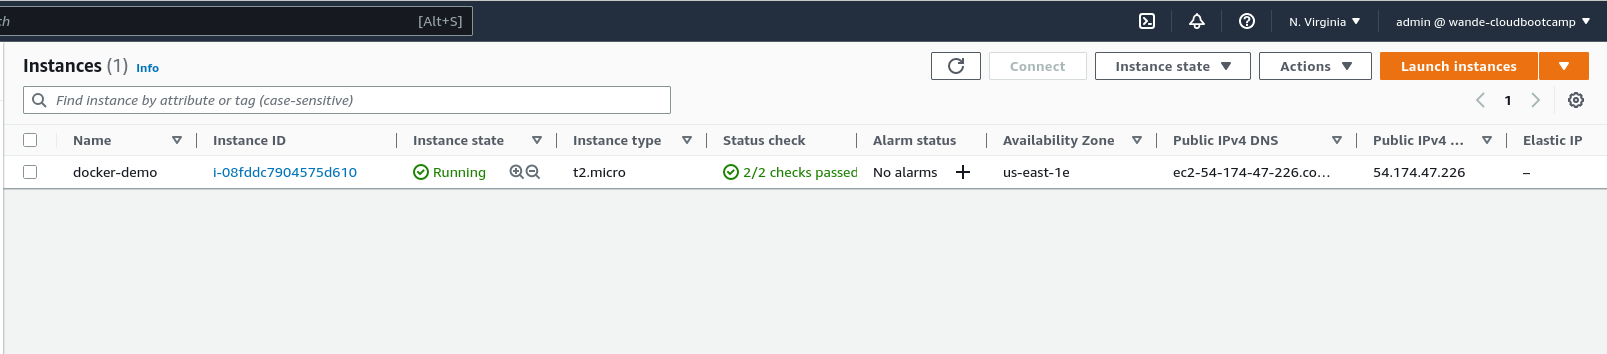 ch [Alt+S] N. Virginia admin @ wande-cloudbootcamp
Instances (1) Info Connect Instance state Actions Launch instances
Find instance by attribute or tag (case-sensitive) 1
Name Instance ID Instance state Instance type Status check Alarm status Availability Zone Public IPv4 DNS Public IPv4 ... Elastic IP
docker-demo i-08fddc7904575d610 Running t2.micro 2/2 checks passed No alarms us-east-1e ec2-54-174-47-226.co... 54.174.47.226 –